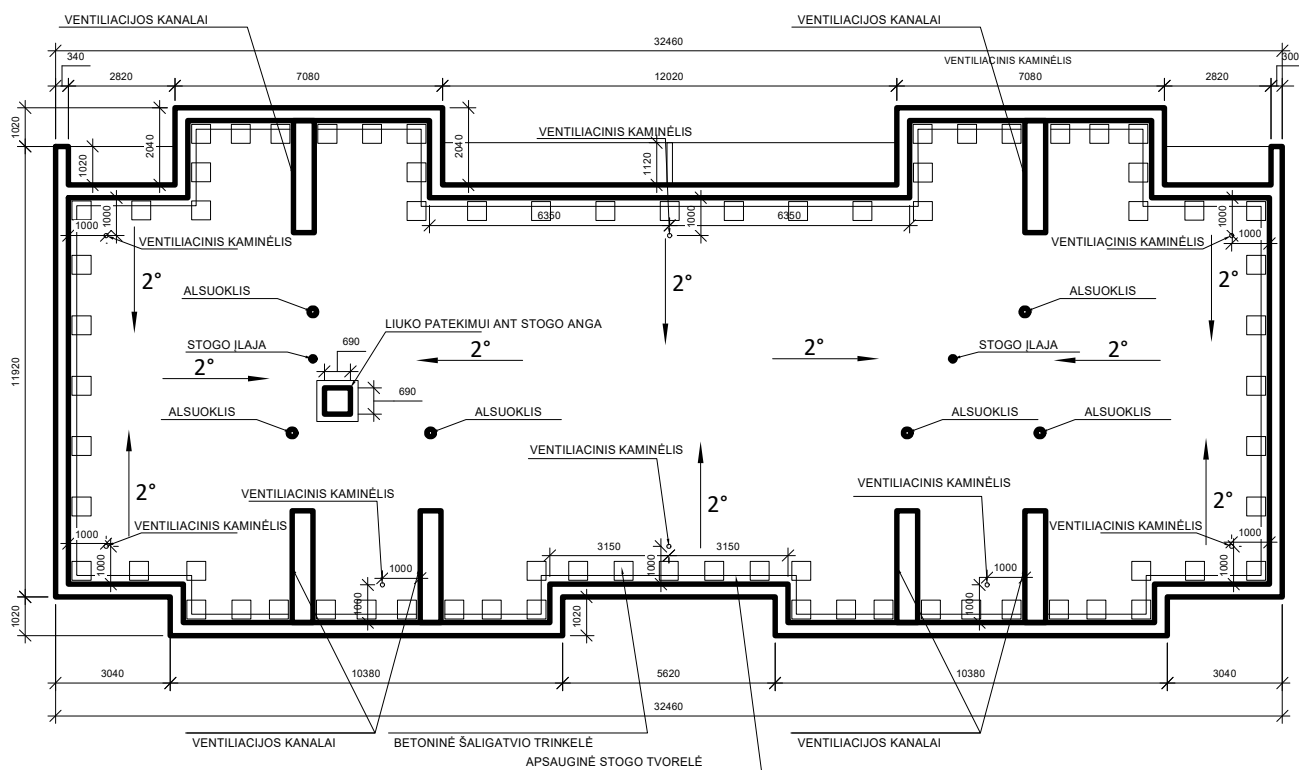 VENTILIACIJOS KANALAI
VENTILIACIJOS KANALAI
32460
340
2820
7080
12020
VENTILIACINIS KAMINĖLIS
7080
2820
300
1020
1020
2040
2040
VENTILIACINIS KAMINĖLIS
1120
1000
1000
6350
1000
6350
1000
1000
VENTILIACINIS KAMINĖLIS
VENTILIACINIS KAMINĖLIS
2°
2°
2°
ALSUOKLIS
ALSUOKLIS
LIUKO PATEKIMUI ANT STOGO ANGA
STOGO ĮLAJA
690
2°
2°
STOGO ĮLAJA
2°
2°
11920
690
ALSUOKLIS
ALSUOKLIS
ALSUOKLIS
ALSUOKLIS
VENTILIACINIS KAMINĖLIS
2°
VENTILIACINIS KAMINĖLIS
2°
VENTILIACINIS KAMINĖLIS
2°
1000
VENTILIACINIS KAMINĖLIS
VENTILIACINIS KAMINĖLIS
1000
1000
3150
1000
3150
1000
1000
1000
1000
1000
1020
1020
3040
10380
5620
10380
3040
32460
VENTILIACIJOS KANALAI
BETONINĖ ŠALIGATVIO TRINKELĖ
VENTILIACIJOS KANALAI
APSAUGINĖ STOGO TVORELĖ